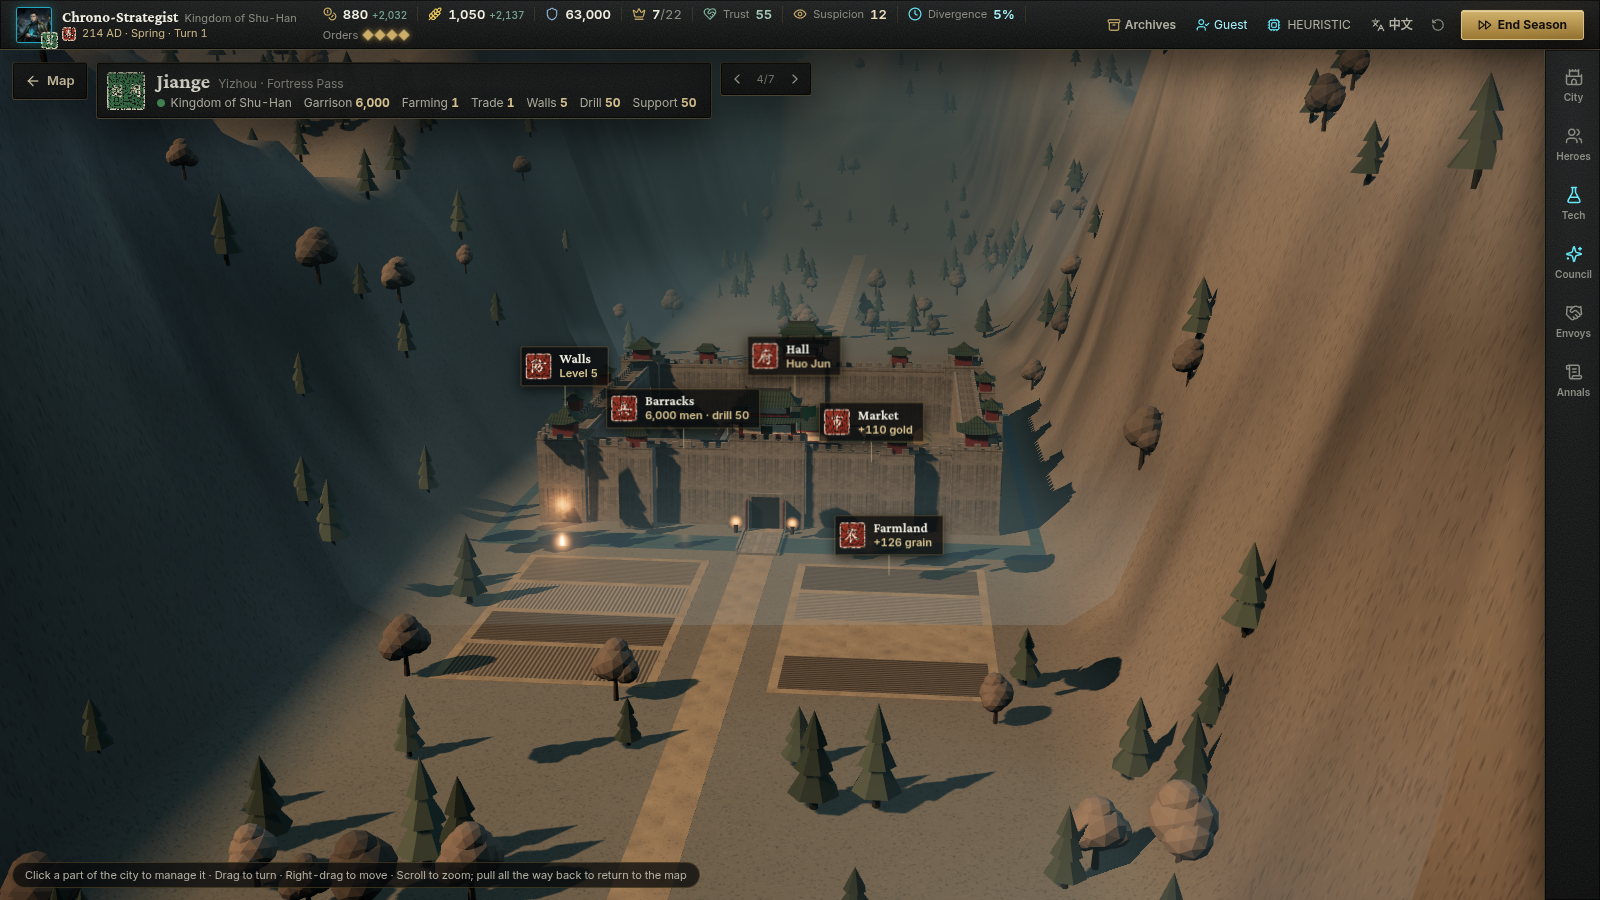 Chrono-Strategist Kingdom of Shu-Han
214 AD · Spring · Turn 1
880 +2,032
1,050 +2,137
63,000
7/22
Trust 55
Suspicion 12
Divergence 5%
Orders
Archives
Guest
HEURISTIC
中文
End Season
Map
Jiange Yizhou · Fortress Pass
Kingdom of Shu-Han Garrison 6,000 Farming 1 Trade 1 Walls 5 Drill 50 Support 50
4/7
City
Heroes
Tech
Council
Envoys
Annals
Walls
Level 5
府
Hall
Huo Jun
Barracks
6,000 men · drill 50
市
Market
+110 gold
农
Farmland
+126 grain
Click a part of the city to manage it · Drag to turn · Right-drag to move · Scroll to zoom; pull all the way back to return to the map